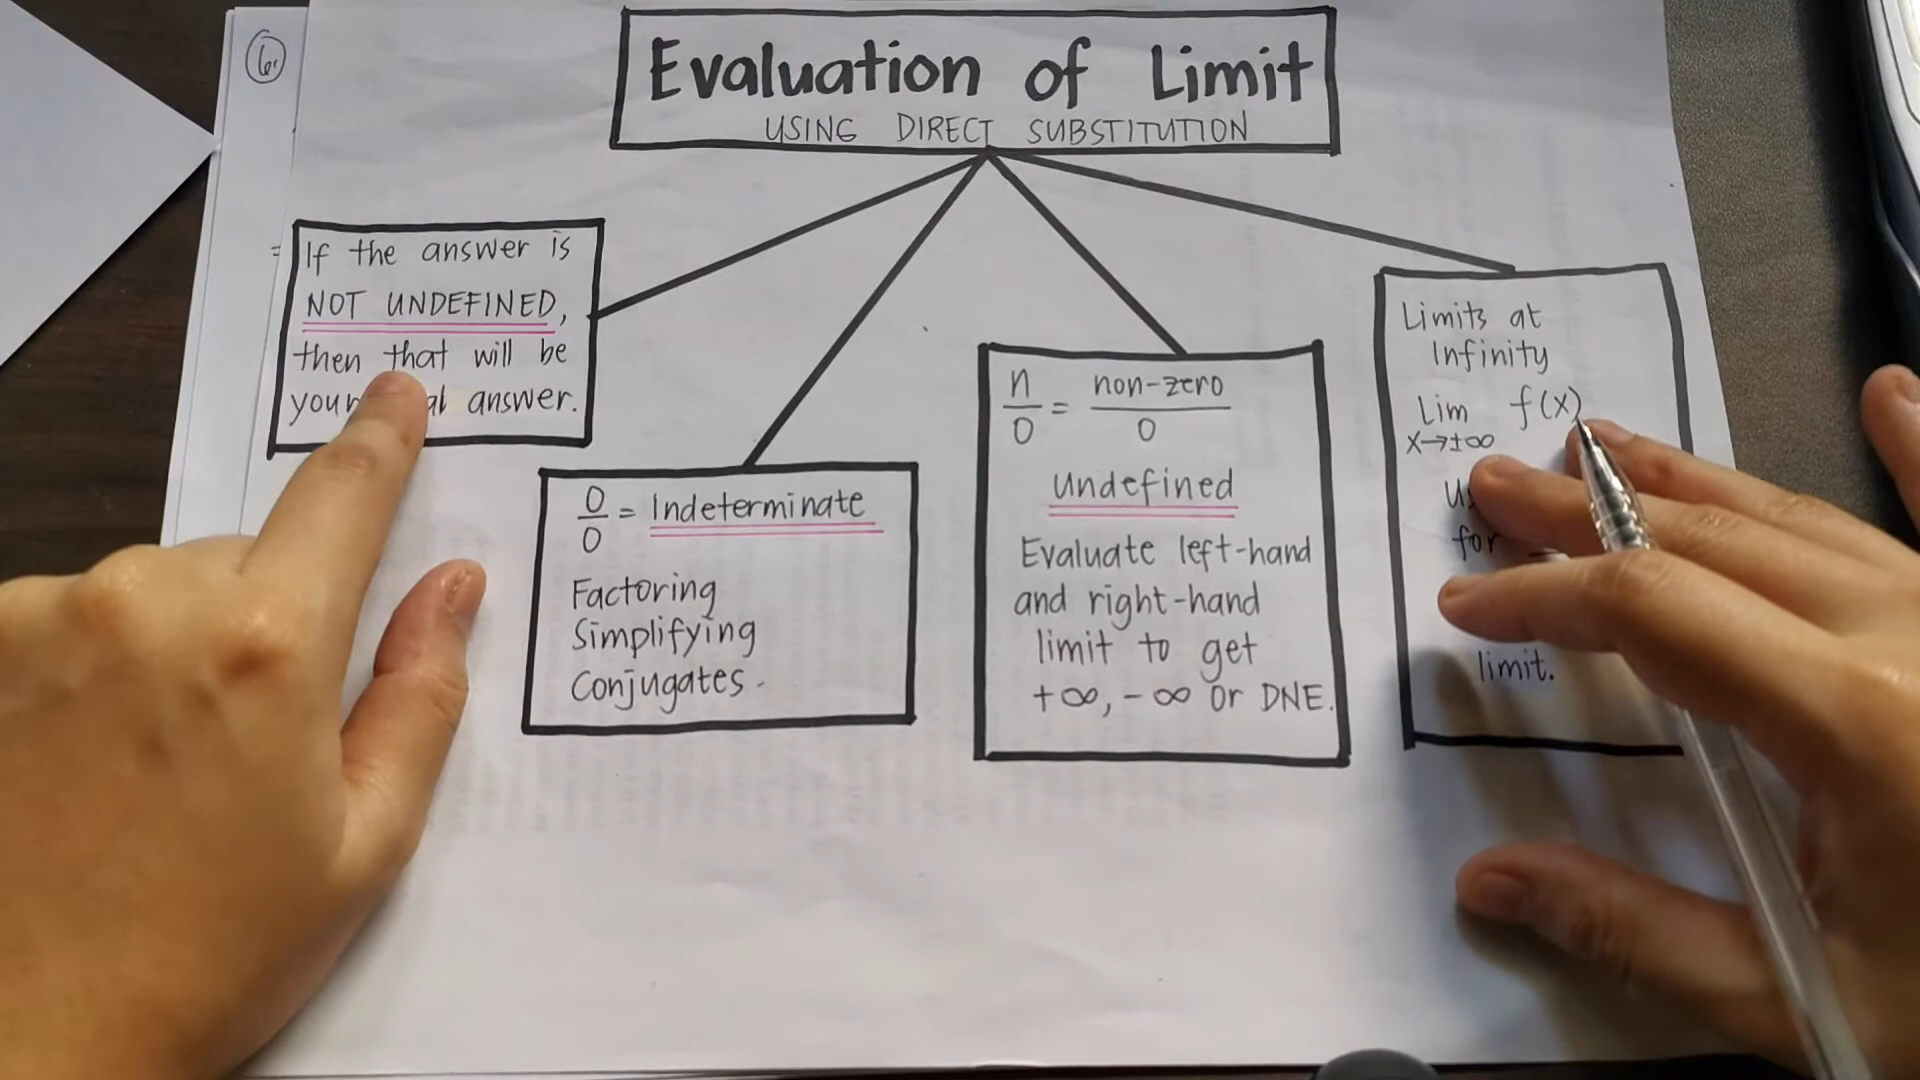 6.
Evaluation of Limit
USING DIRECT SUBSTITUTION
=
If the answer is
NOT UNDEFINED,
then that will be
answer.
0/0 = Indeterminate
Factoring
Simplifying
Conjugates.
n/0 = non-zero/0
Undefined
Evaluate left-hand
and right-hand
limit to get
+∞, -∞ or DNE.
Limits at
Infinity
Lim f(x)
x→±∞
for
limit.